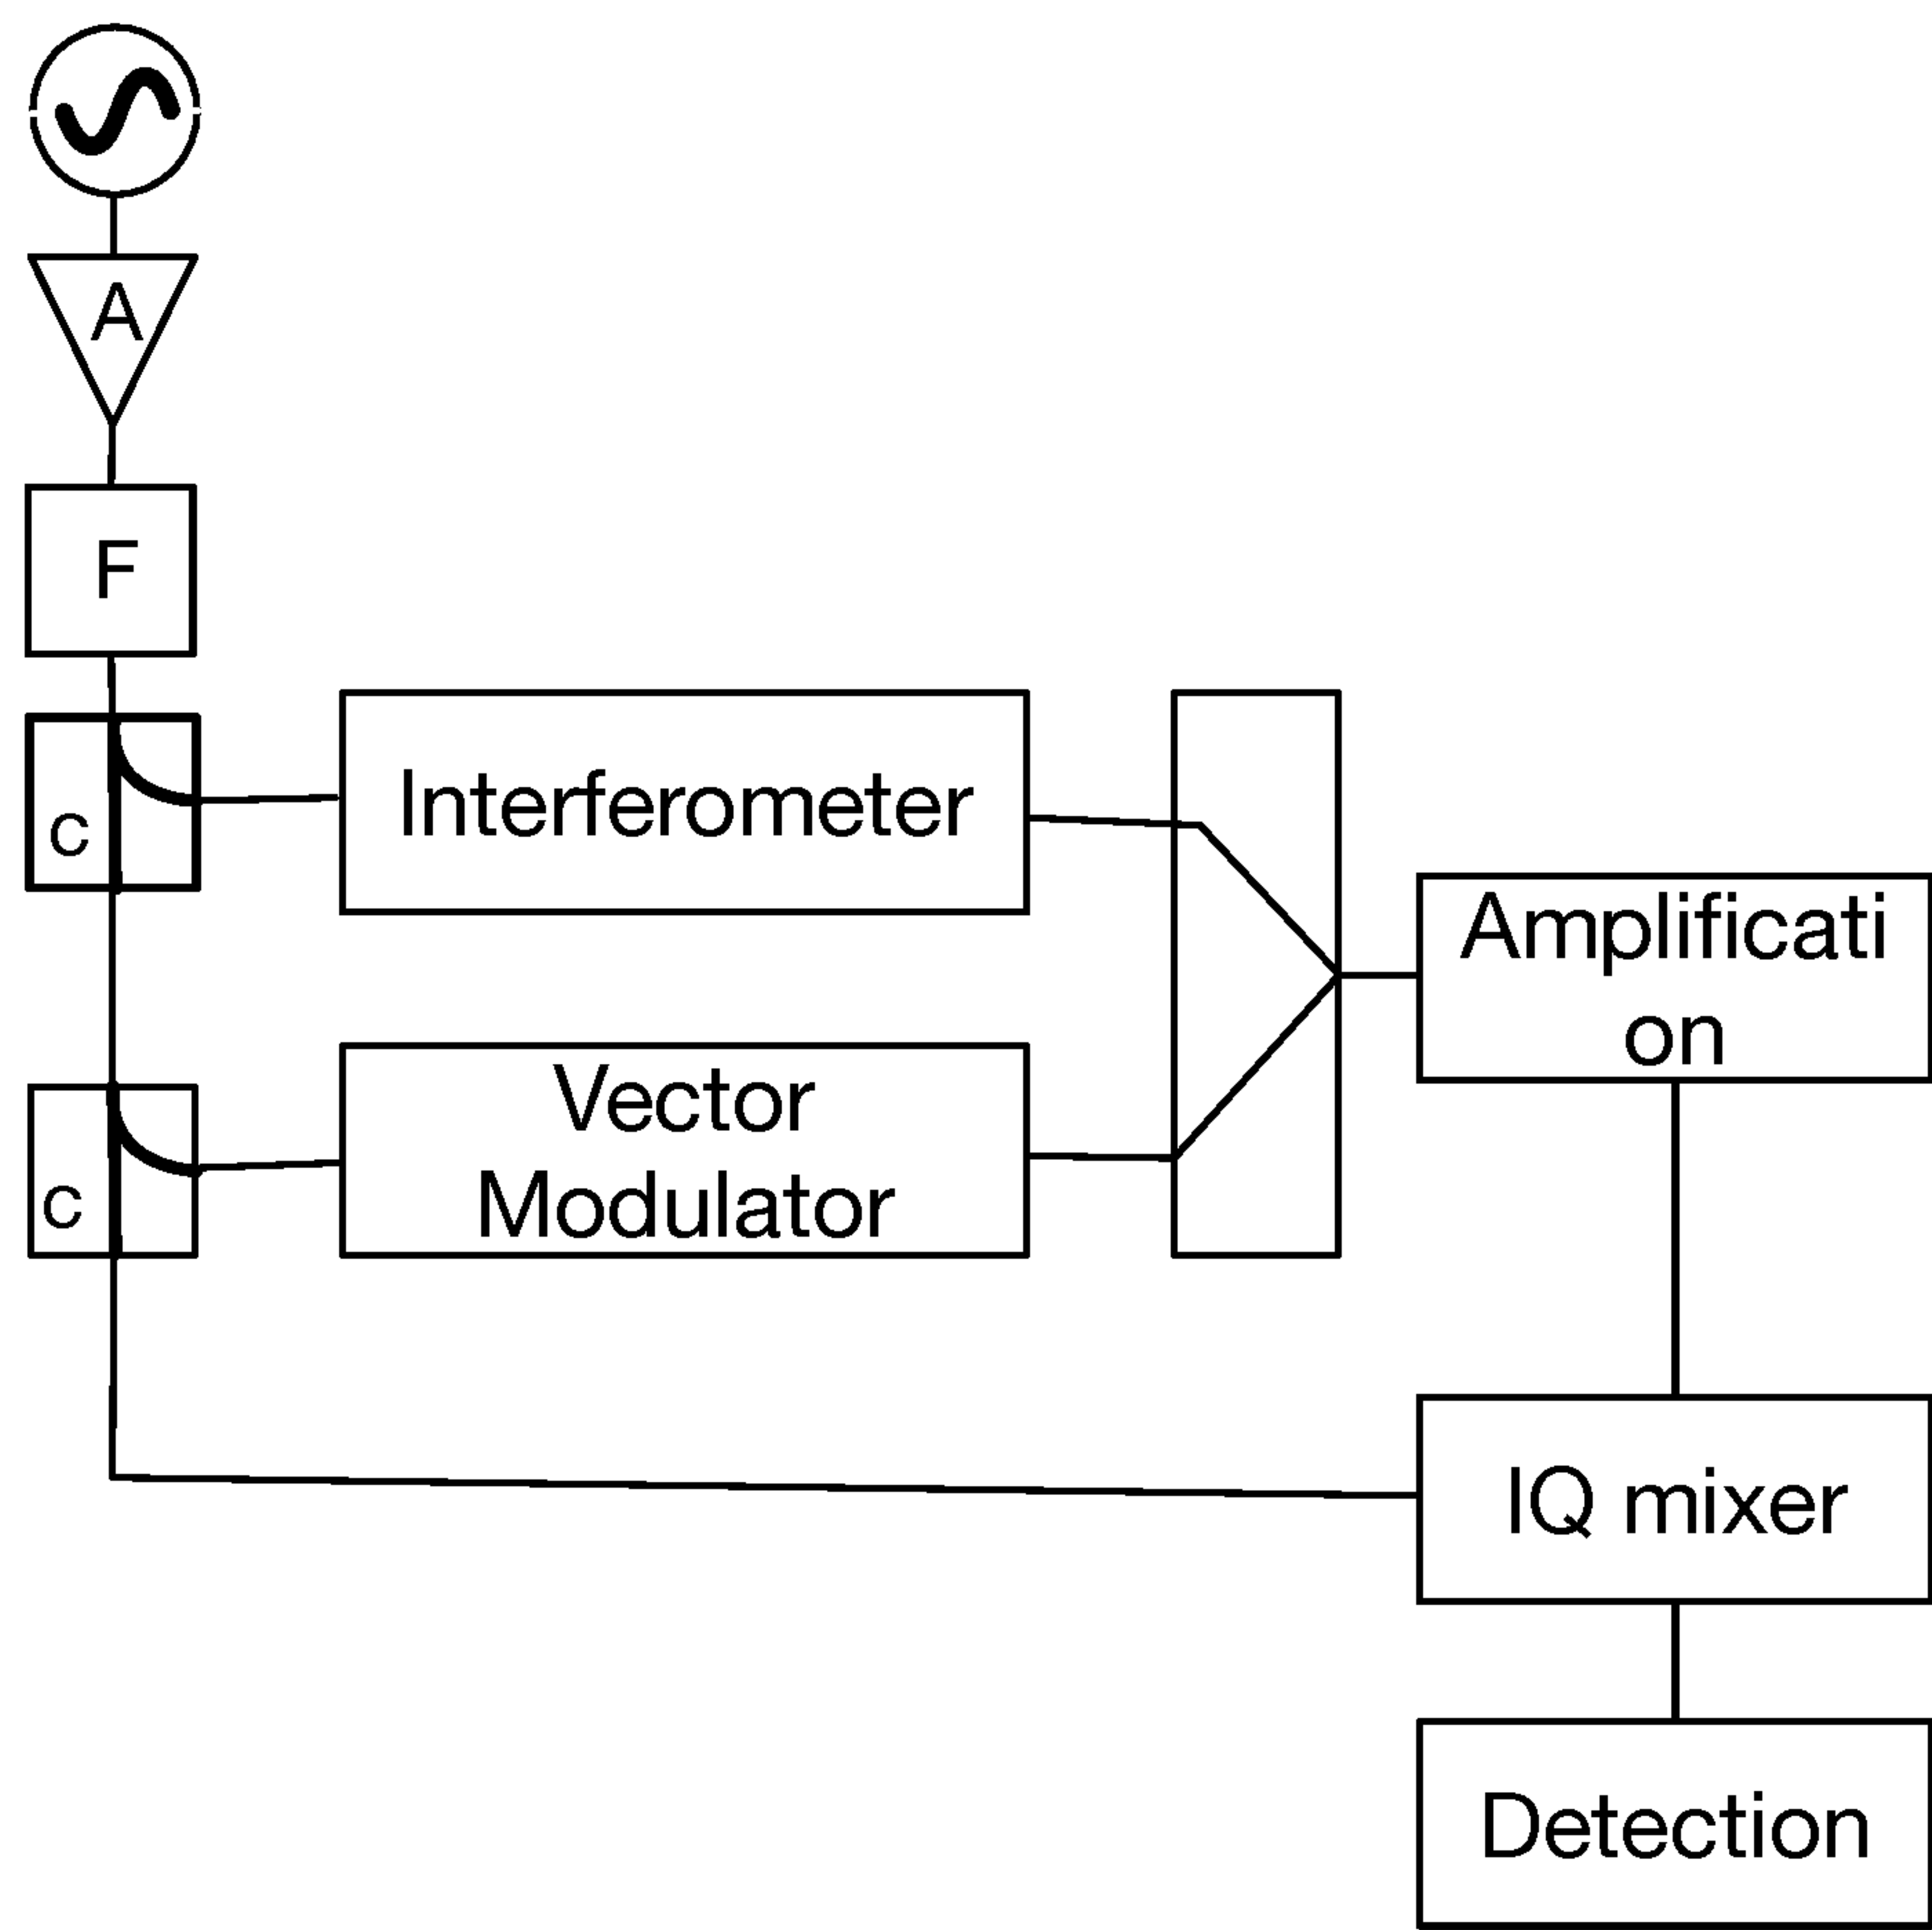 A
F
c
Interferometer
Amplificati
on
Vector
Modulator
c
IQ mixer
Detection